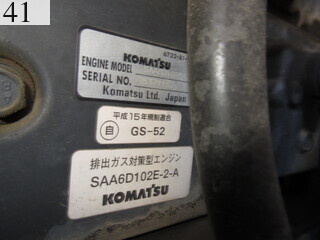 41
KOMATSU
ENGINE MODEL
SERIAL NO.
Komatsu Ltd. Japan
平成15年規制適合
自 GS-52
排出ガス対策型エンジン
SAA6D102E-2-A
KOMATSU